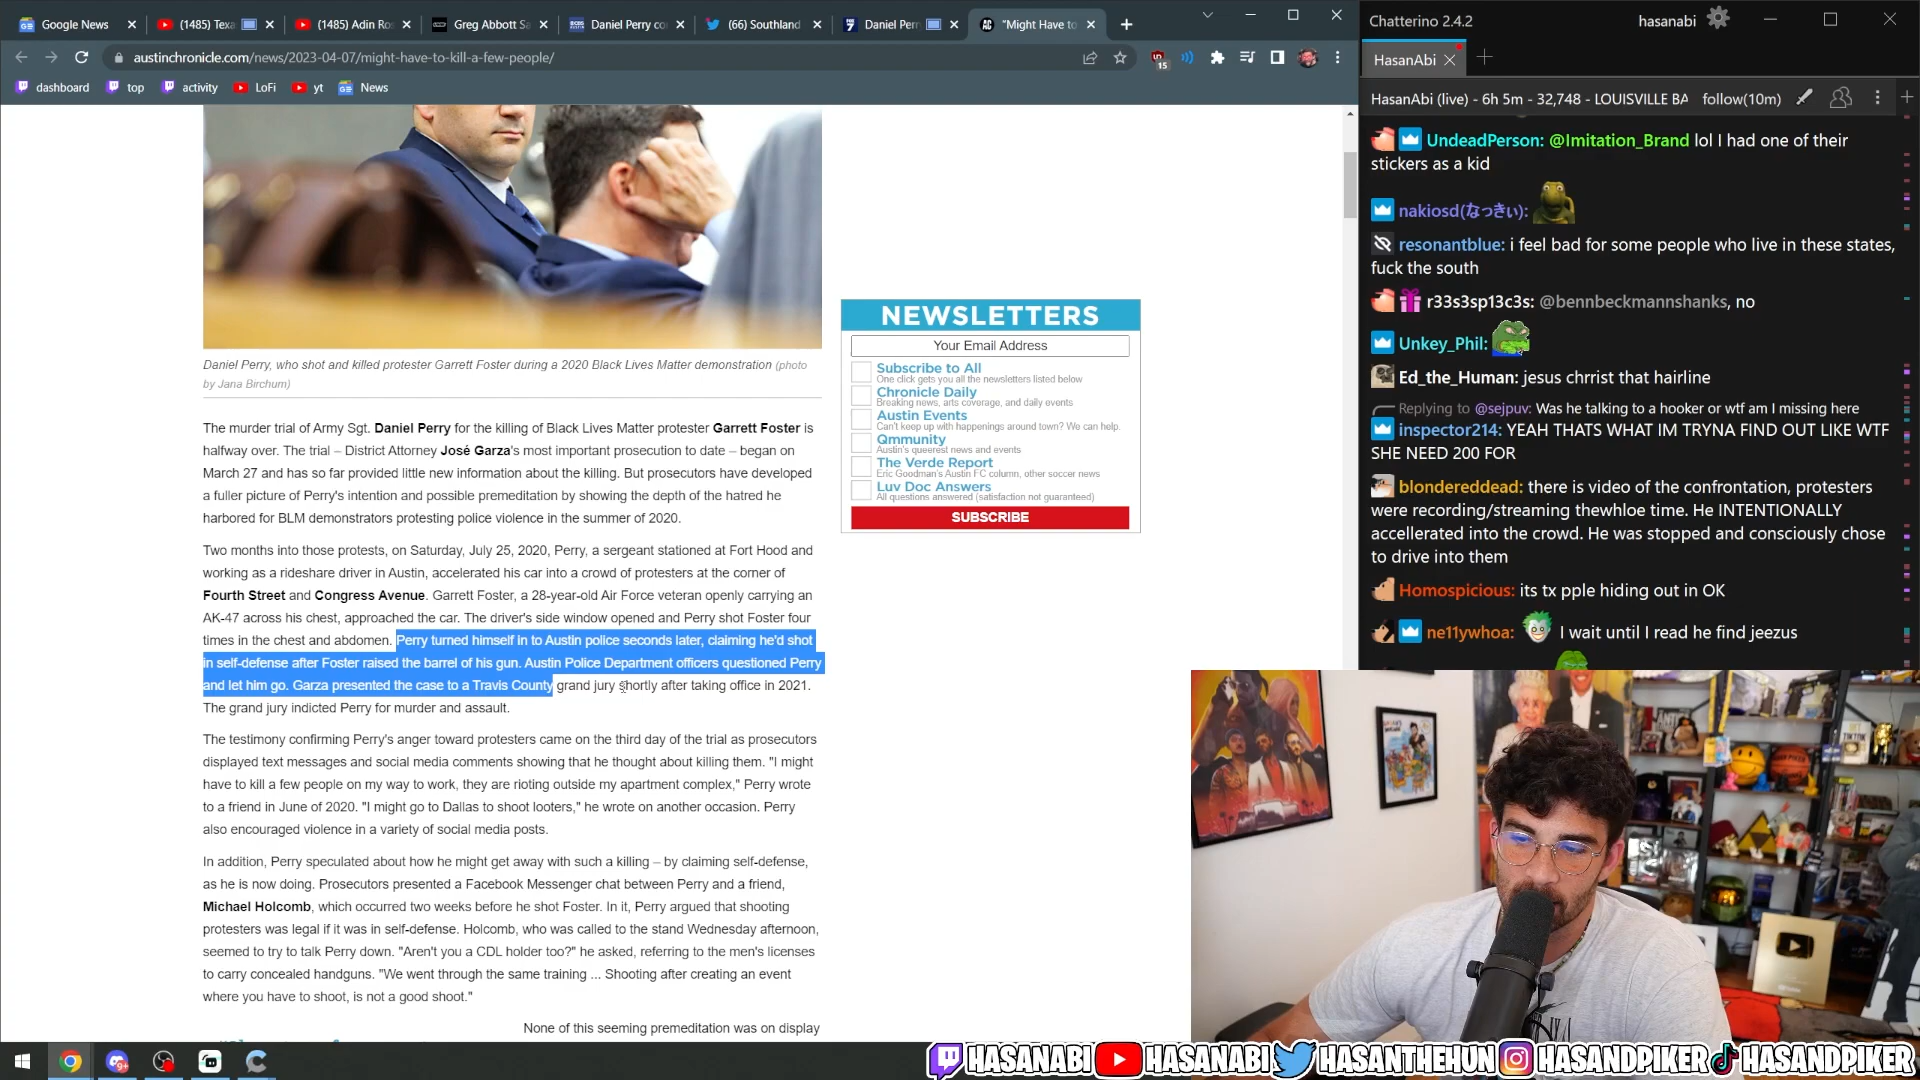 Google News
(1485) Texa
(1485) Adin Ros
Greg Abbott Sa
Daniel Perry co
(66) Southland
Daniel Perr
"Might Have to
austinchronicle.com/news/2023-04-07/might-have-to-kill-a-few-people/
15
dashboard
top
activity
LoFi
yt
News
Daniel Perry, who shot and killed protester Garrett Foster during a 2020 Black Lives Matter demonstration (photo
by Jana Birchum)
The murder trial of Army Sgt. Daniel Perry for the killing of Black Lives Matter protester Garrett Foster is
halfway over. The trial – District Attorney José Garza's most important prosecution to date – began on
March 27 and has so far provided little new information about the killing. But prosecutors have developed
a fuller picture of Perry's intention and possible premeditation by showing the depth of the hatred he
harbored for BLM demonstrators protesting police violence in the summer of 2020.
Two months into those protests, on Saturday, July 25, 2020, Perry, a sergeant stationed at Fort Hood and
working as a rideshare driver in Austin, accelerated his car into a crowd of protesters at the corner of
Fourth Street and Congress Avenue. Garrett Foster, a 28-year-old Air Force veteran openly carrying an
AK-47 across his chest, approached the car. The driver's side window opened and Perry shot Foster four
times in the chest and abdomen. Perry turned himself in to Austin police seconds later, claiming he'd shot
in self-defense after Foster raised the barrel of his gun. Austin Police Department officers questioned Perry
and let him go. Garza presented the case to a Travis County grand jury shortly after taking office in 2021.
The grand jury indicted Perry for murder and assault.
The testimony confirming Perry's anger toward protesters came on the third day of the trial as prosecutors
displayed text messages and social media comments showing that he thought about killing them. "I might
have to kill a few people on my way to work, they are rioting outside my apartment complex," Perry wrote
to a friend in June of 2020. "I might go to Dallas to shoot looters," he wrote on another occasion. Perry
also encouraged violence in a variety of social media posts.
In addition, Perry speculated about how he might get away with such a killing – by claiming self-defense,
as he is now doing. Prosecutors presented a Facebook Messenger chat between Perry and a friend,
Michael Holcomb, which occurred two weeks before he shot Foster. In it, Perry argued that shooting
protesters was legal if it was in self-defense. Holcomb, who was called to the stand Wednesday afternoon,
seemed to try to talk Perry down. "Aren't you a CDL holder too?" he asked, referring to the men's licenses
to carry concealed handguns. "We went through the same training ... Shooting after creating an event
where you have to shoot, is not a good shoot."
None of this seeming premeditation was on display
NEWSLETTERS
Your Email Address
Subscribe to All
One click gets you all the newsletters listed below
Chronicle Daily
Breaking news, arts coverage, and daily events
Austin Events
Can't keep up with happenings around town? We can help.
Qmmunity
Austin's queerest news and events
The Verde Report
Eric Goodman's Austin FC column, other soccer news
Luv Doc Answers
All questions answered (satisfaction not guaranteed)
SUBSCRIBE
Chatterino 2.4.2
hasanabi
HasanAbi
HasanAbi (live) - 6h 5m - 32,748 - LOUISVILLE BA
follow(10m)
UndeadPerson: @Imitation_Brand lol I had one of their
stickers as a kid
nakiosd(なっきぃ):
resonantblue: i feel bad for some people who live in these states,
fuck the south
r33s3sp13c3s: @bennbeckmannshanks, no
Unkey_Phil:
Ed_the_Human: jesus chrrist that hairline
Replying to @sejpuv: Was he talking to a hooker or wtf am I missing here
inspector214: YEAH THATS WHAT IM TRYNA FIND OUT LIKE WTF
SHE NEED 200 FOR
blondereddead: there is video of the confrontation, protesters
were recording/streaming thewhloe time. He INTENTIONALLY
accellerated into the crowd. He was stopped and consciously chose
to drive into them
Homospicious: its tx pple hiding out in OK
ne11ywhoa: I wait until I read he find jeezus
HASANABI HASANABI HASANTHEHUN HASANDPIKER HASANDPIKER